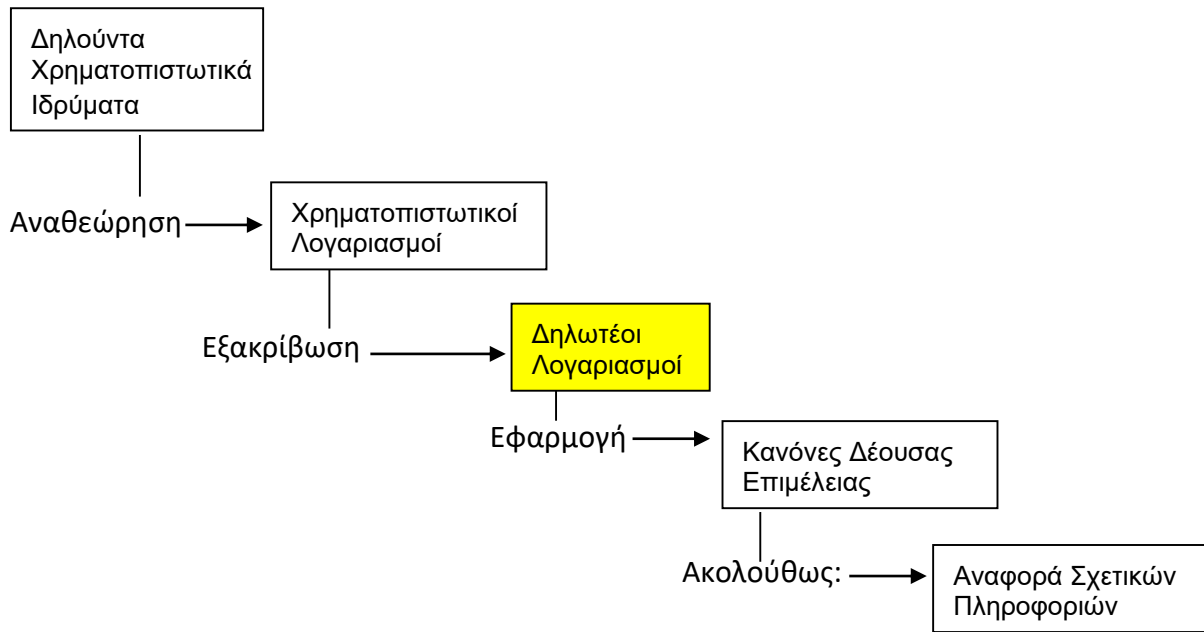 Δηλούντα
Χρηματοπιστωτικά
Ιδρύματα
Αναθεώρηση
Χρηματοπιστωτικοί
Λογαριασμοί
Εξακρίβωση
Δηλωτέοι
Λογαριασμοί
Εφαρμογή
Κανόνες Δέουσας
Επιμέλειας
Ακολούθως:
Αναφορά Σχετικών
Πληροφοριών